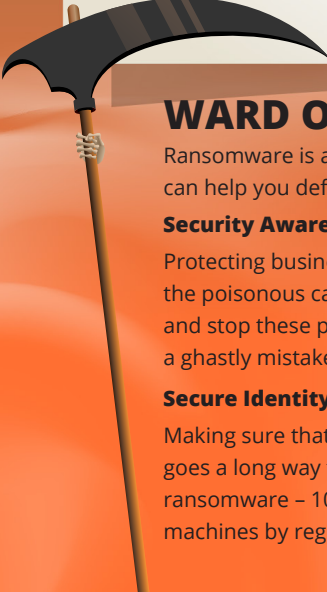 WARD O
Ransomware is a
can help you def
Security Aware
Protecting busin
the poisonous ca
and stop these p
a ghastly mistake
Secure Identity
Making sure that
goes a long way
ransomware – 10
machines by reg